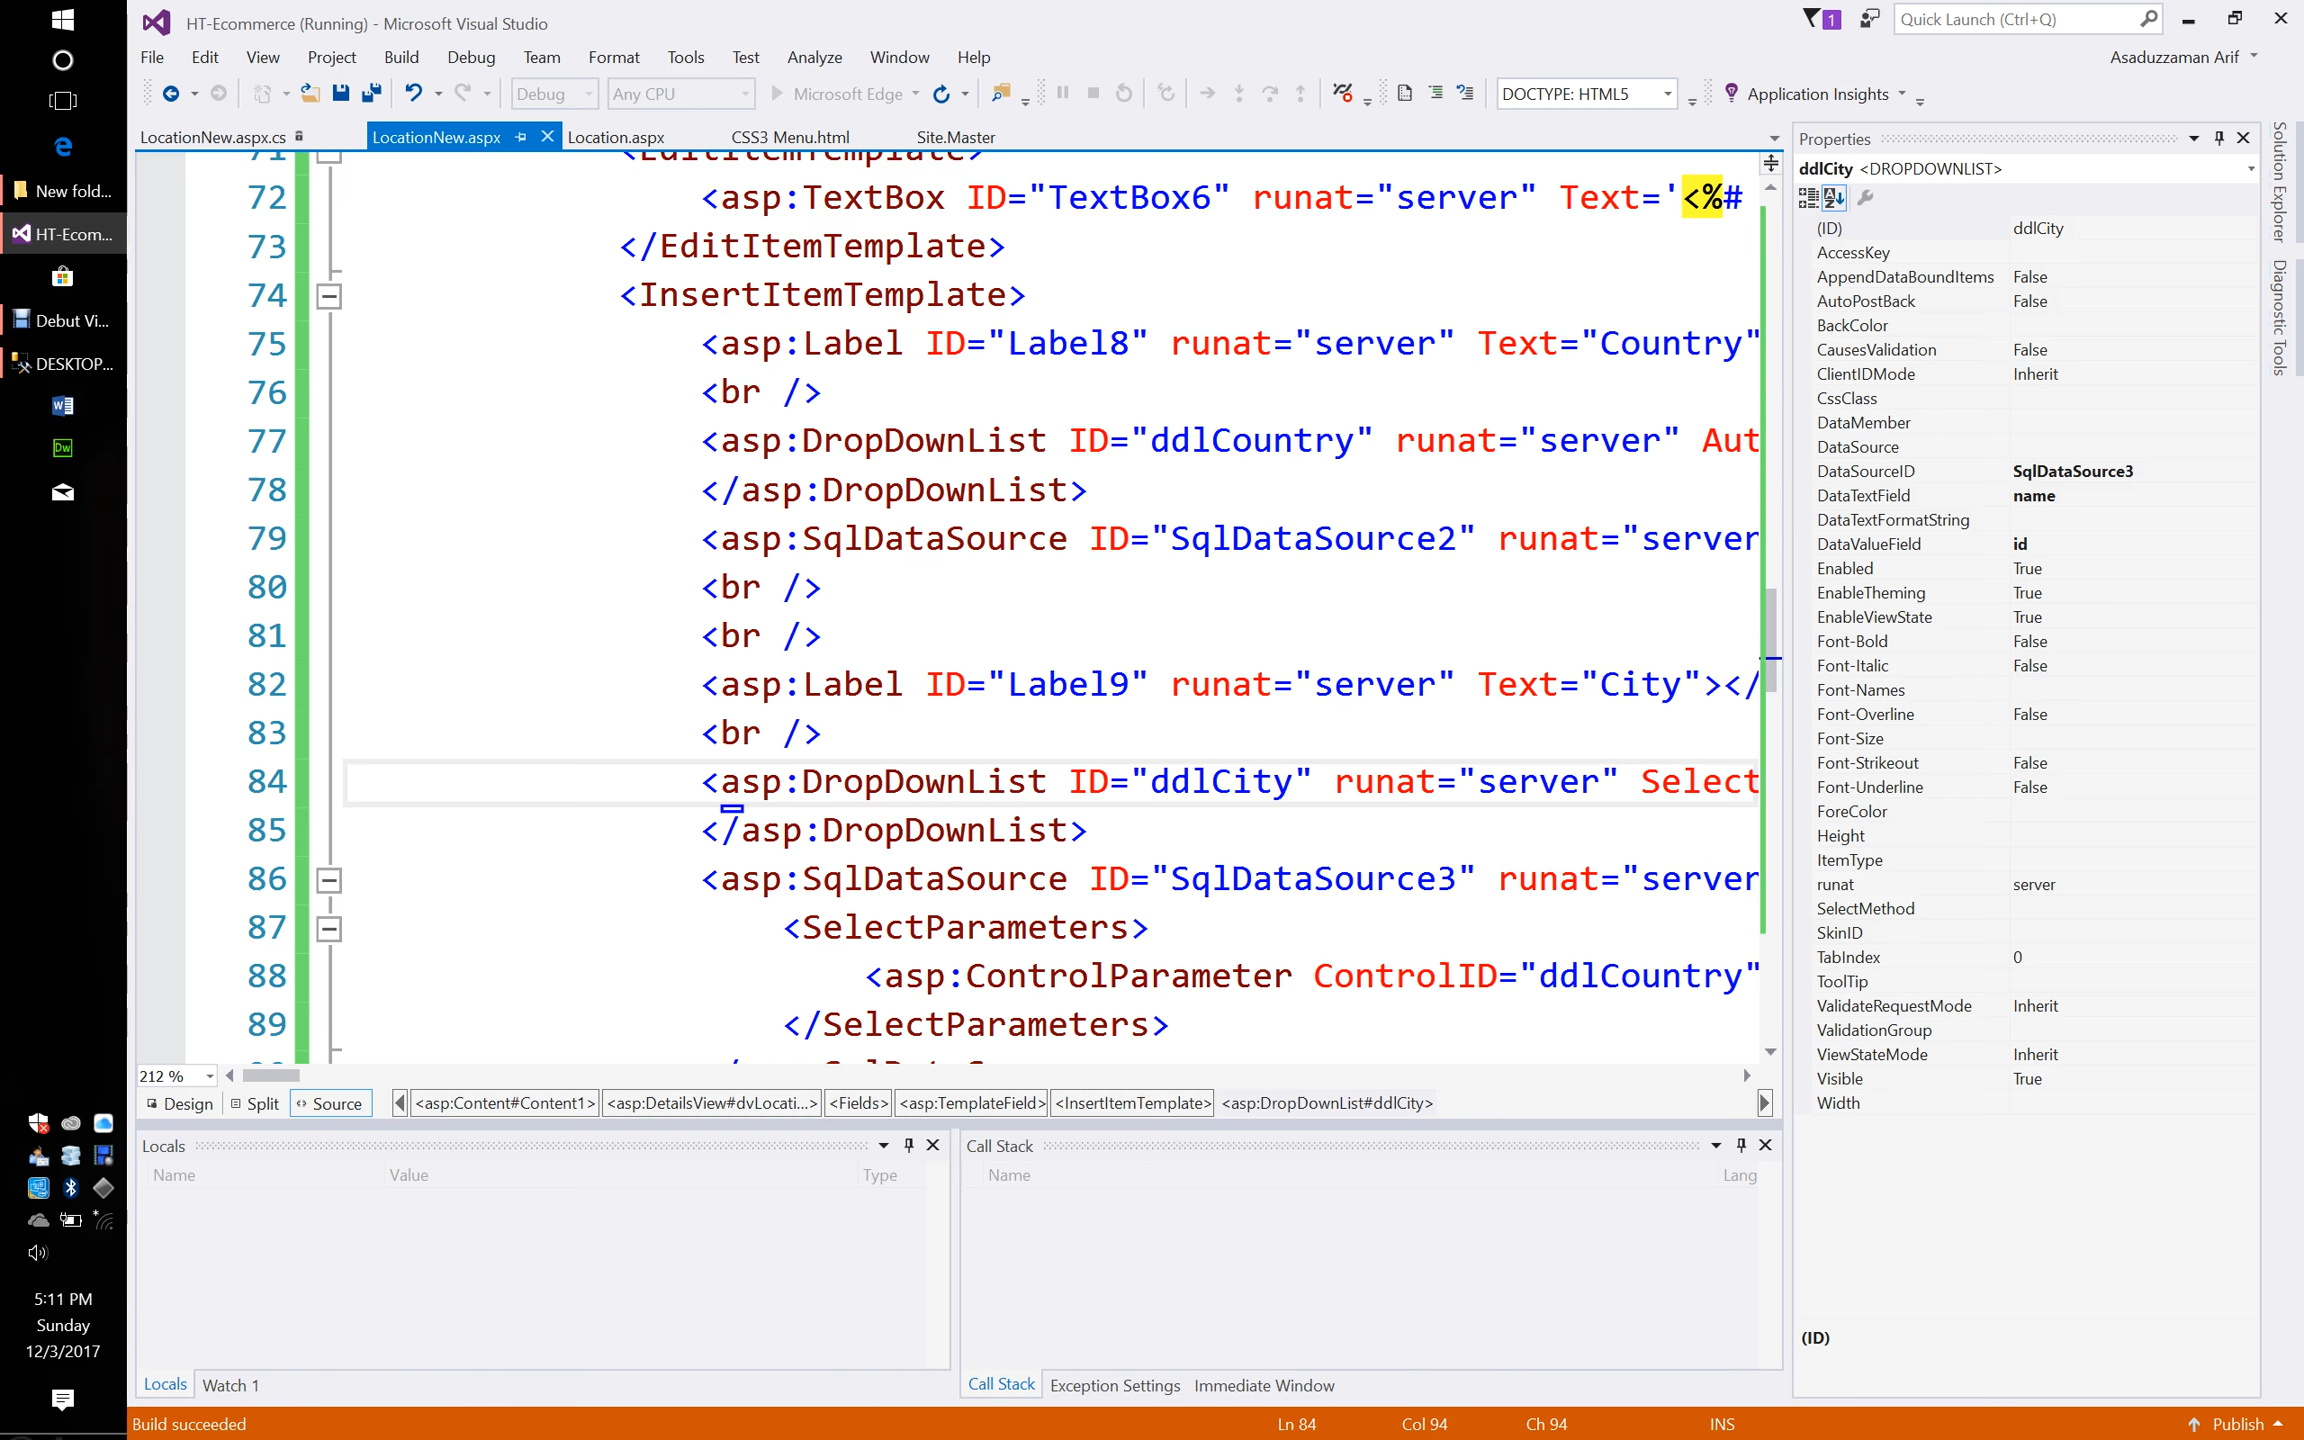 HT-Ecommerce (Running) - Microsoft Visual Studio
1
Quick Launch (Ctrl+Q)
File Edit View Project Build Debug Team Format Tools Test Analyze Window Help
Asaduzzaman Arif
Debug
Any CPU
Microsoft Edge
DOCTYPE: HTML5
Application Insights
LocationNew.aspx.cs
LocationNew.aspx
Location.aspx
CSS3 Menu.html
Site.Master
New fold...
HT-Ecom...
Debut Vi...
DESKTOP...
Dw
5:11 PM
Sunday
12/3/2017
71 <EditItemTemplate>
72 <asp:TextBox ID="TextBox6" runat="server" Text='<%#
73 </EditItemTemplate>
74 <InsertItemTemplate>
75 <asp:Label ID="Label8" runat="server" Text="Country"
76 <br />
77 <asp:DropDownList ID="ddlCountry" runat="server" Aut
78 </asp:DropDownList>
79 <asp:SqlDataSource ID="SqlDataSource2" runat="server
80 <br />
81 <br />
82 <asp:Label ID="Label9" runat="server" Text="City"></
83 <br />
84 <asp:DropDownList ID="ddlCity" runat="server" Select
85 </asp:DropDownList>
86 <asp:SqlDataSource ID="SqlDataSource3" runat="server
87 <SelectParameters>
88 <asp:ControlParameter ControlID="ddlCountry"
89 </SelectParameters>
212 %
Design Split Source
<asp:Content#Content1> <asp:DetailsView#dvLocati...> <Fields> <asp:TemplateField> <InsertItemTemplate> <asp:DropDownList#ddlCity>
Locals
Name Value Type
Locals Watch 1
Call Stack
Name Lang
Call Stack Exception Settings Immediate Window
Properties
ddlCity <DROPDOWNLIST>
(ID) ddlCity
AccessKey
AppendDataBoundItems False
AutoPostBack False
BackColor
CausesValidation False
ClientIDMode Inherit
CssClass
DataMember
DataSource
DataSourceID SqlDataSource3
DataTextField name
DataTextFormatString
DataValueField id
Enabled True
EnableTheming True
EnableViewState True
Font-Bold False
Font-Italic False
Font-Names
Font-Overline False
Font-Size
Font-Strikeout False
Font-Underline False
ForeColor
Height
ItemType
runat server
SelectMethod
SkinID
TabIndex 0
ToolTip
ValidateRequestMode Inherit
ValidationGroup
ViewStateMode Inherit
Visible True
Width
(ID)
Solution Explorer
Diagnostic Tools
Build succeeded
Ln 84
Col 94
Ch 94
INS
Publish